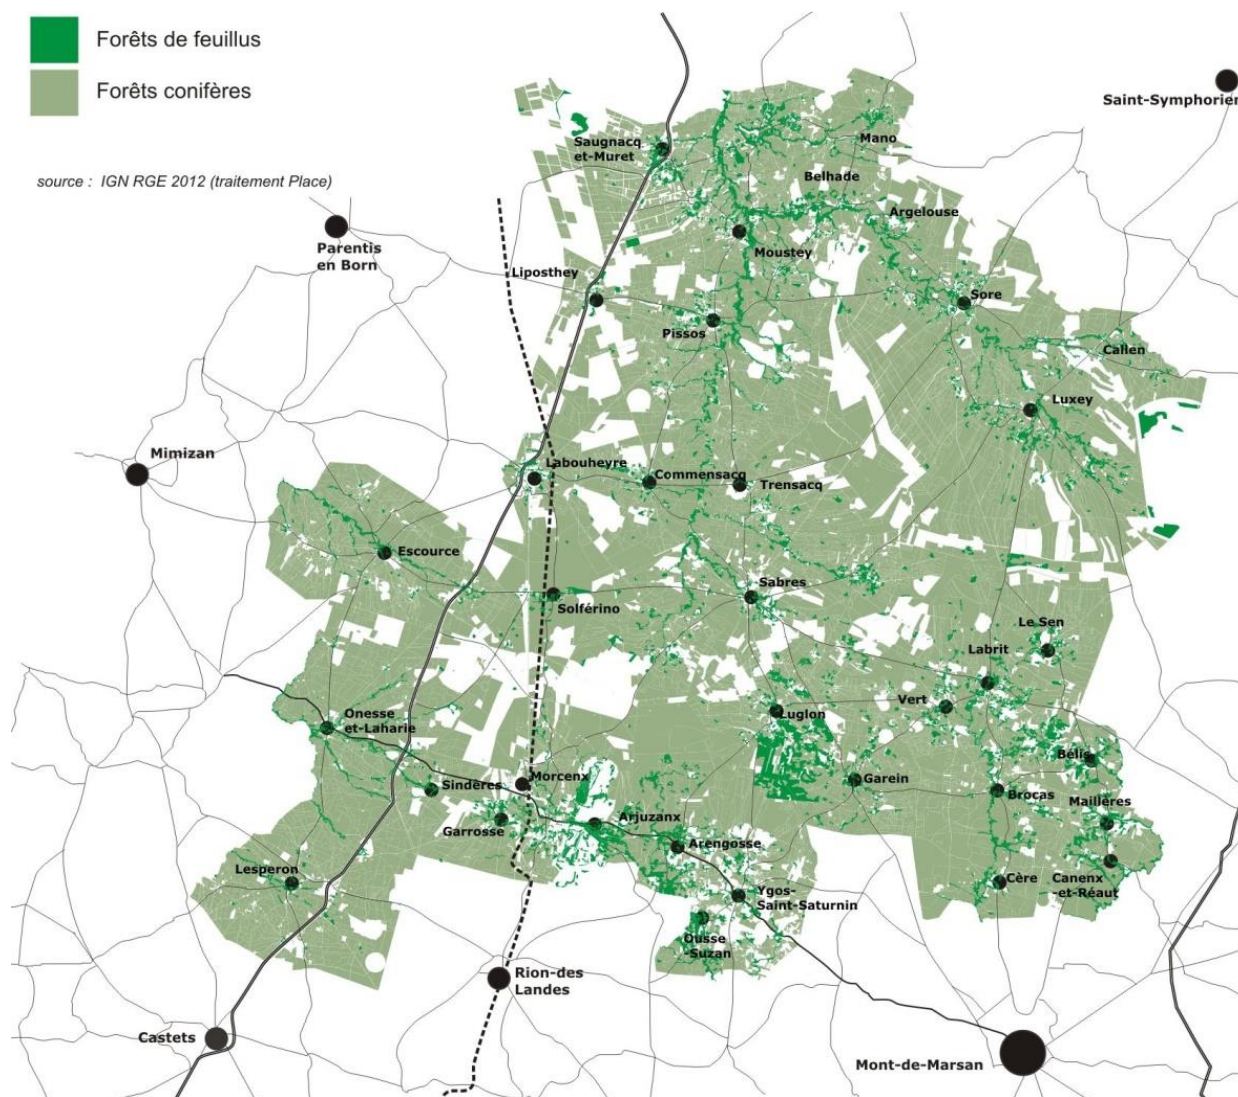 Forêts de feuillus
Forêts conifères
Saint-Symphorien
source : IGN RGE 2012 (traitement Place)
Saugnacq
et-Muret
Mano
Belhade
Argelouse
Parentis
en Born
Moustey
Liposthey
Sore
Pissos
Callen
Luxey
Mimizan
Labouheyre
Commensacq
Trensacq
Escource
Sabres
Solférino
Le Sen
Labrit
Vert
Onesse
et-Laharie
Luglon
Bélis
Morcenx
Sindères
Garein
Brocas
Maillères
Garrosse
Arjuzanx
Arengosse
Lesperon
Cère
Canenx
-et-Réaut
Ygos-
Saint-Saturnin
Ousse
-Suzan
Rion-des
Landes
Castets
Mont-de-Marsan